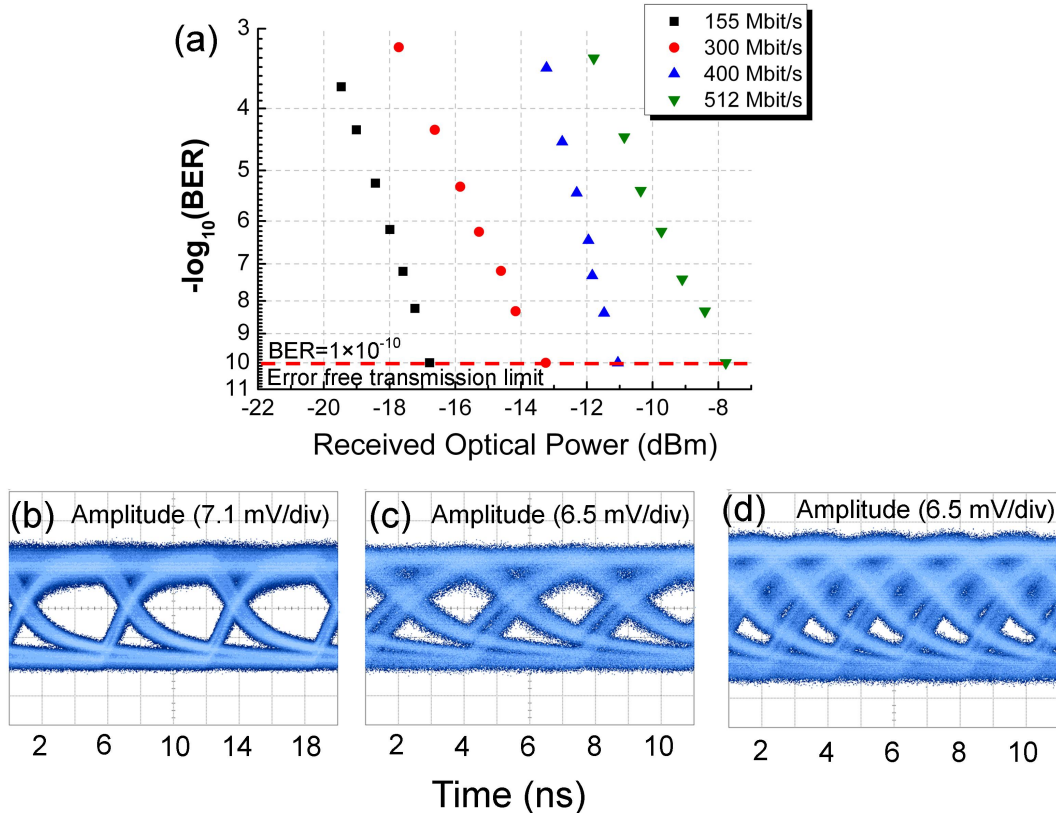 (a)
155 Mbit/s
300 Mbit/s
400 Mbit/s
512 Mbit/s
-log10(BER)
3
4
5
6
7
8
9
10
11
BER=1×10-10
Error free transmission limit
-22 -20 -18 -16 -14 -12 -10 -8
Received Optical Power (dBm)
(b) Amplitude (7.1 mV/div)
2 6 10 14 18
(c) Amplitude (6.5 mV/div)
2 4 6 8 10
(d) Amplitude (6.5 mV/div)
2 4 6 8 10
Time (ns)